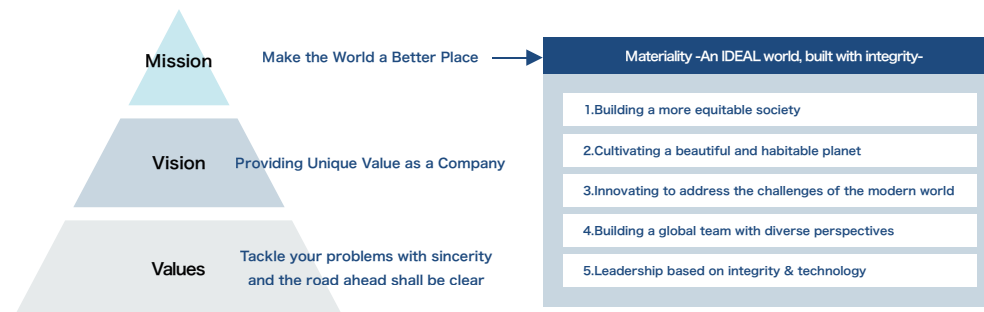 Mission
Make the World a Better Place
Vision
Providing Unique Value as a Company
Values
Tackle your problems with sincerity
and the road ahead shall be clear
Materiality -An IDEAL world, built with integrity-
1.Building a more equitable society
2.Cultivating a beautiful and habitable planet
3.Innovating to address the challenges of the modern world
4.Building a global team with diverse perspectives
5.Leadership based on integrity & technology